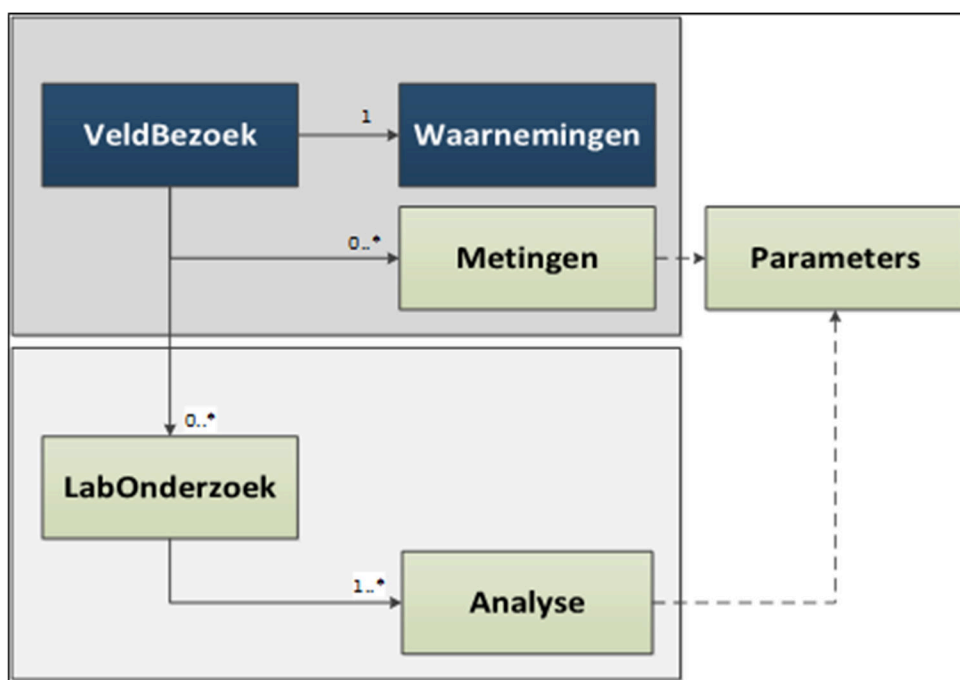 VeldBezoek
1
Waarnemingen
0..*
Metingen
Parameters
0..*
LabOnderzoek
1..*
Analyse